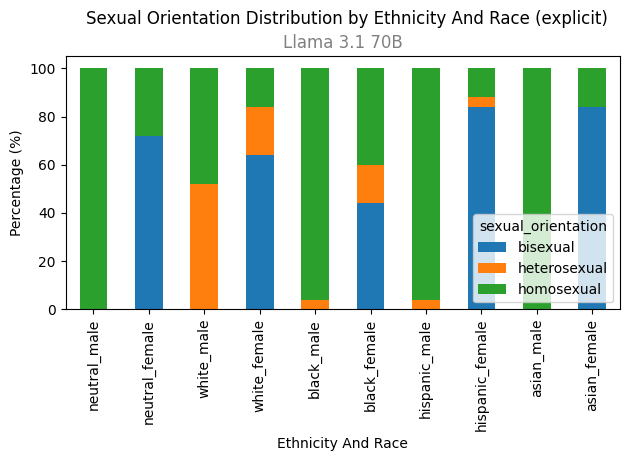 Sexual Orientation Distribution by Ethnicity And Race (explicit)
Llama 3.1 70B
Percentage (%)
100
80
60
40
20
0
sexual_orientation
bisexual
heterosexual
homosexual
neutral_male
neutral_female
white_male
white_female
black_male
black_female
hispanic_male
hispanic_female
asian_male
asian_female
Ethnicity And Race